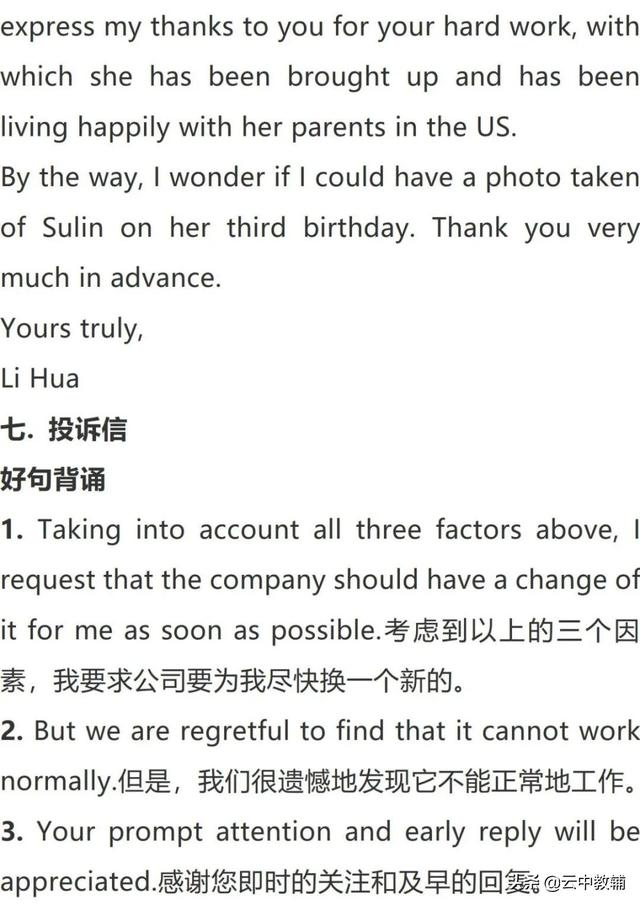 express my thanks to you for your hard work, with
which she has been brought up and has been
living happily with her parents in the US.
By the way, I wonder if I could have a photo taken
of Sulin on her third birthday. Thank you very
much in advance.
Yours truly,
Li Hua
七. 投诉信
好句背诵
1. Taking into account all three factors above, I
request that the company should have a change of
it for me as soon as possible.考虑到以上的三个因
素，我要求公司要为我尽快换一个新的。
2. But we are regretful to find that it cannot work
normally.但是，我们很遗憾地发现它不能正常地工作。
3. Your prompt attention and early reply will be
appreciated.感谢您即时的关注和及早的回复。
头条 @云中教辅